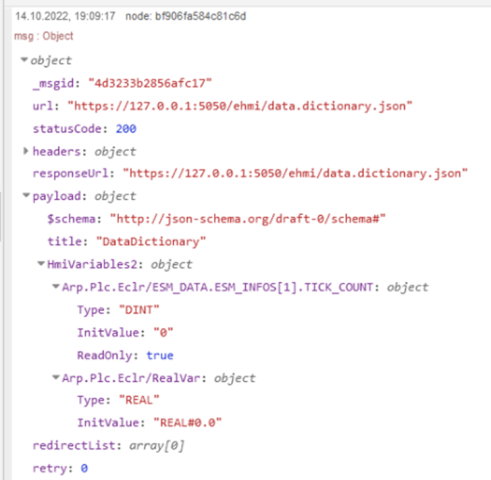 14.10.2022, 19:09:17 node: bf906fa584c81c6d
msg : Object
object
_msgid: "4d3233b2856afc17"
url: "https://127.0.0.1:5050/ehmi/data.dictionary.json"
statusCode: 200
headers: object
responseUrl: "https://127.0.0.1:5050/ehmi/data.dictionary.json"
payload: object
$schema: "http://json-schema.org/draft-0/schema#"
title: "DataDictionary"
HmiVariables2: object
Arp.Plc.Eclr/ESM_DATA.ESM_INFOS[1].TICK_COUNT: object
Type: "DINT"
InitValue: "0"
ReadOnly: true
Arp.Plc.Eclr/RealVar: object
Type: "REAL"
InitValue: "REAL#0.0"
redirectList: array[0]
retry: 0